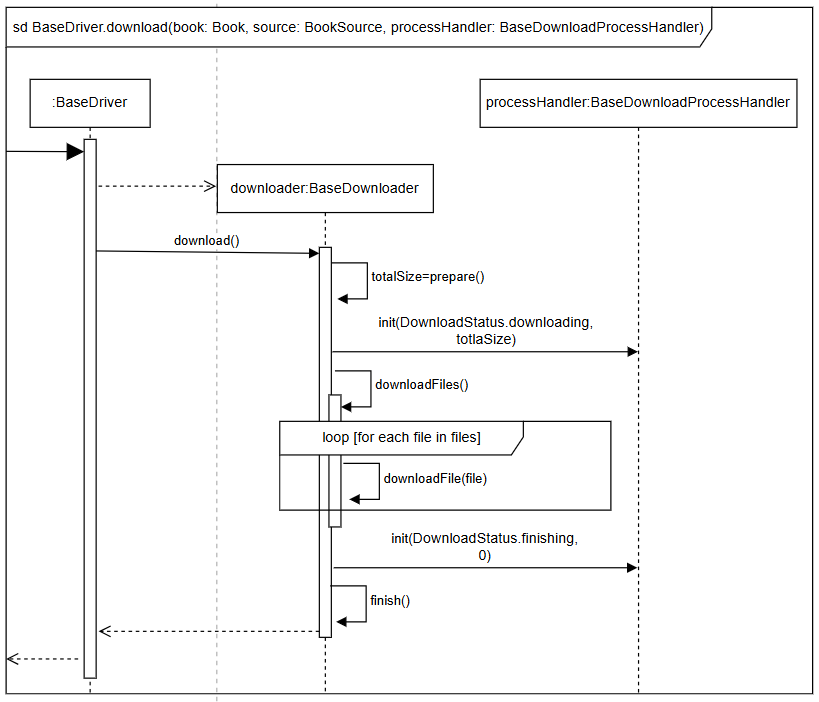 sd BaseDriver.download(book: Book, source: BookSource, processHandler: BaseDownloadProcessHandler)
:BaseDriver
processHandler:BaseDownloadProcessHandler
downloader:BaseDownloader
download()
totalSize=prepare()
init(DownloadStatus.downloading,
totlaSize)
downloadFiles()
loop [for each file in files]
downloadFile(file)
init(DownloadStatus.finishing,
0)
finish()